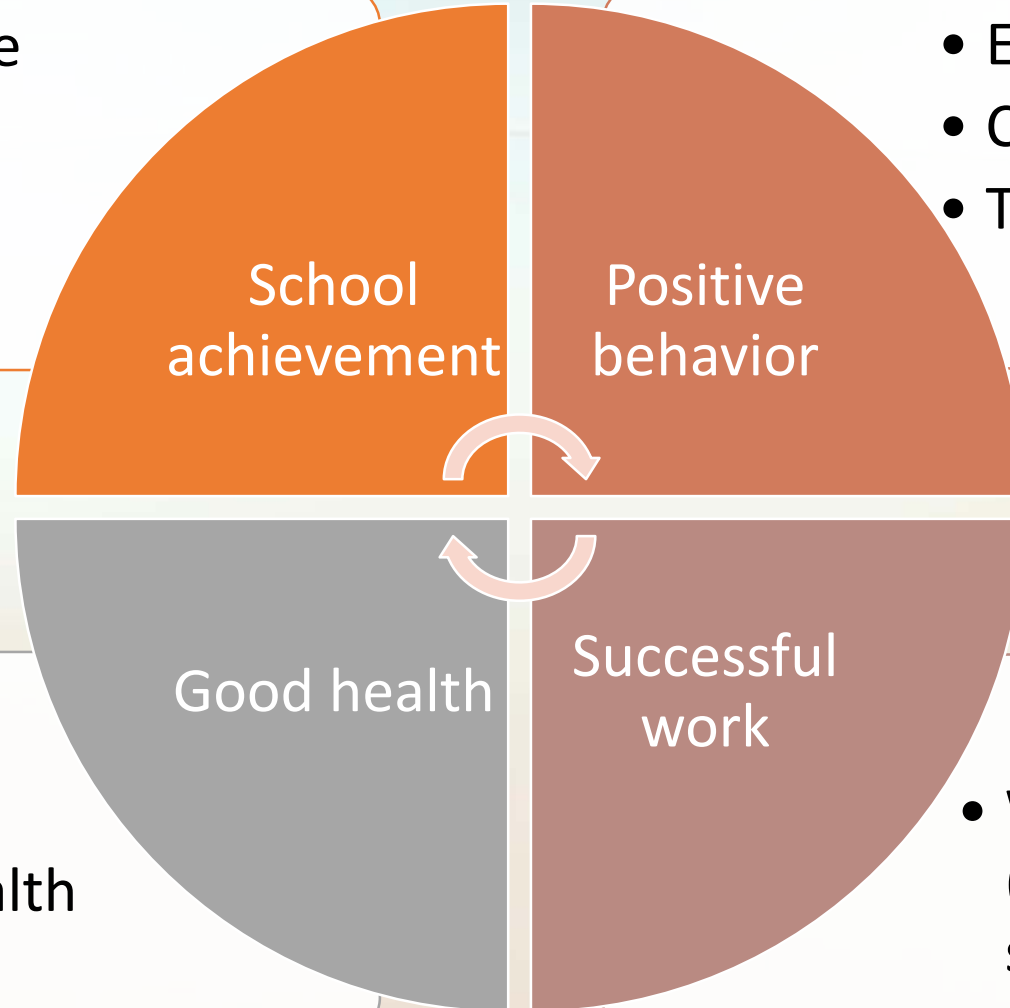 School
achievement
Positive
behavior
Good health
Successful
work